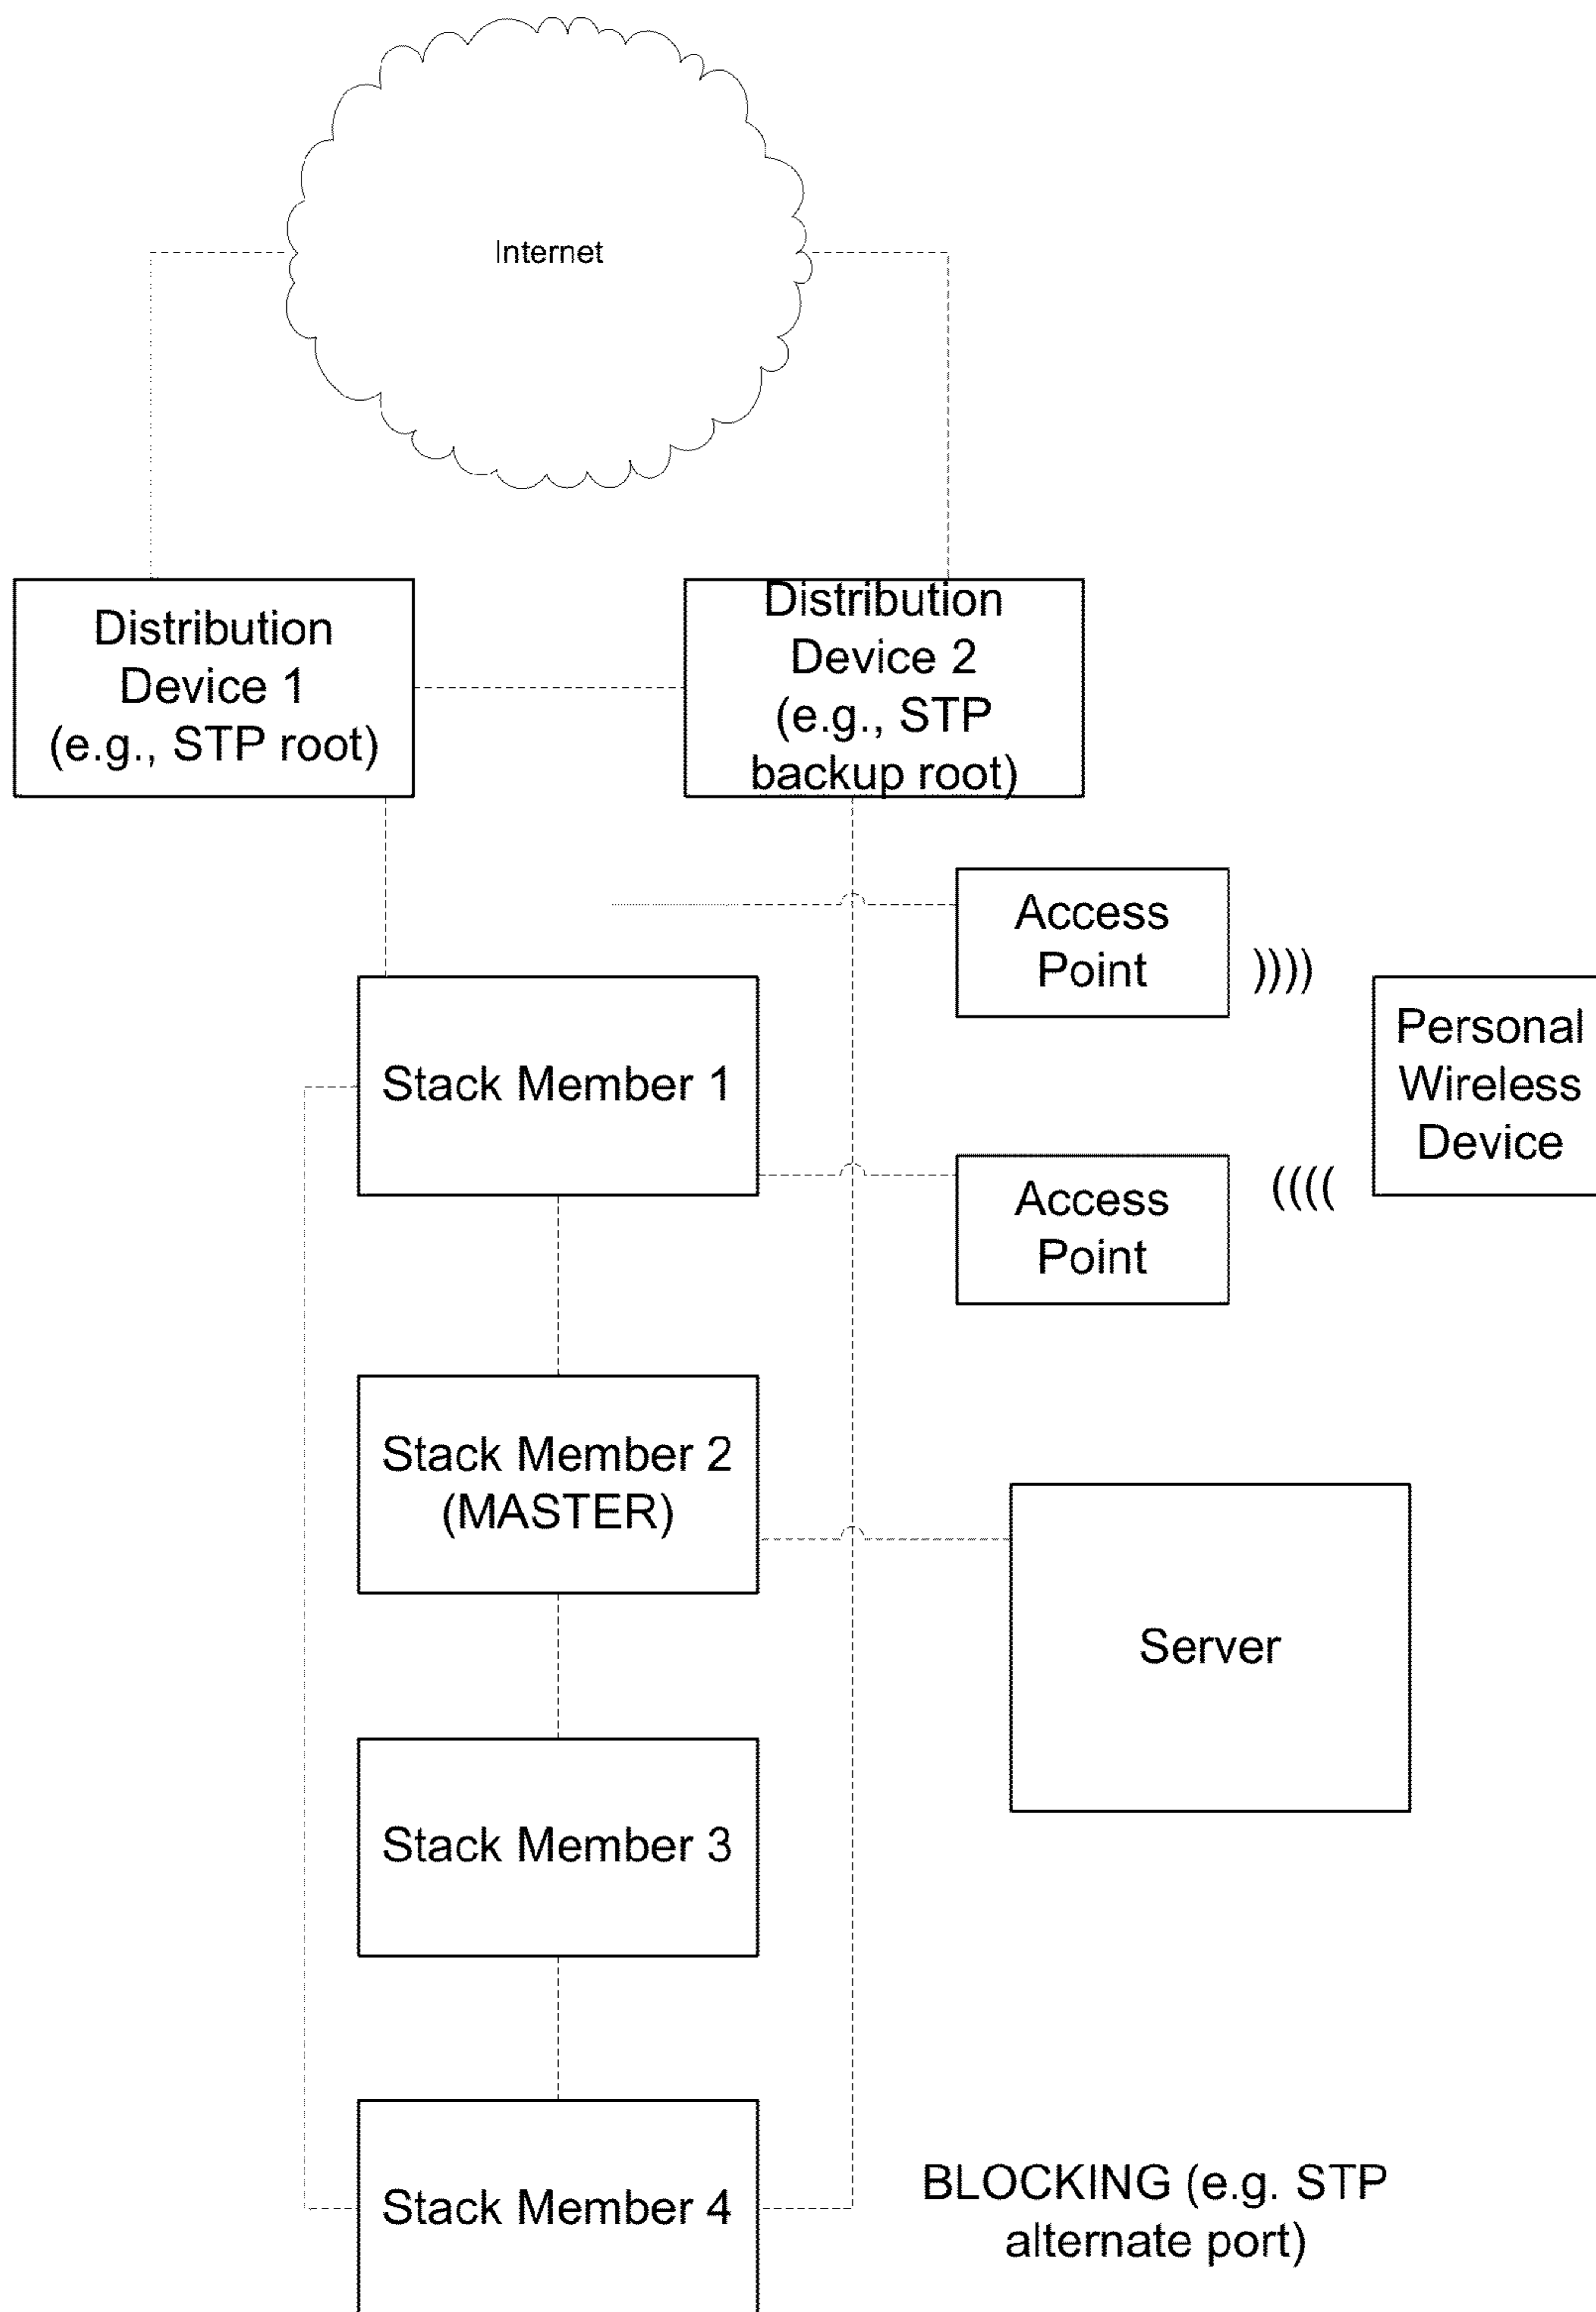 Internet
Distribution
Device 1
(e.g., STP root)
Distribution
Device 2
(e.g., STP
backup root)
Access
Point
))))
Personal
Wireless
Device
Stack Member 1
Access
Point
((((
Stack Member 2
(MASTER)
Server
Stack Member 3
Stack Member 4
BLOCKING (e.g. STP
alternate port)